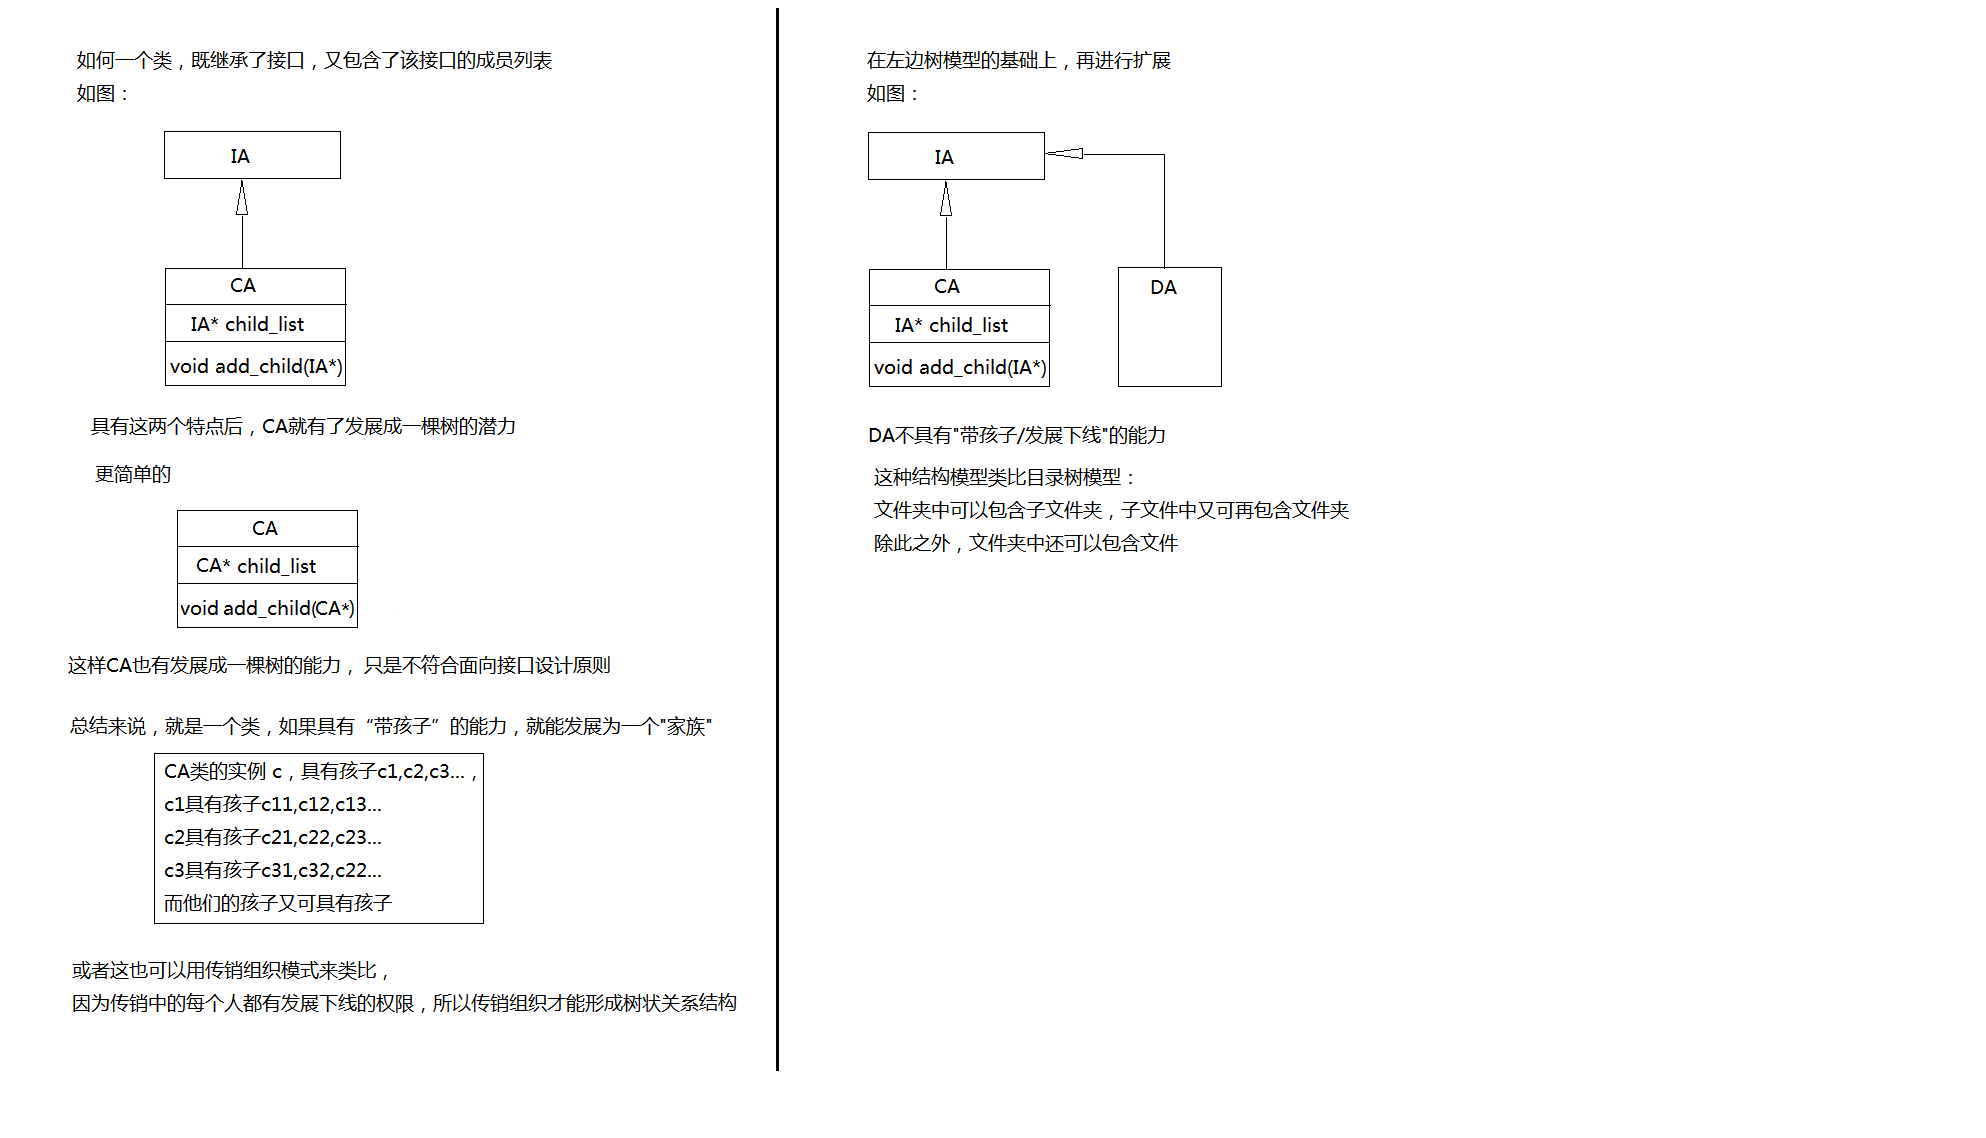 如何一个类，既继承了接口，又包含了该接口的成员列表
如图：
IA
CA
IA* child_list
void add_child(IA*)
具有这两个特点后，CA就有了发展成一棵树的潜力
更简单的
CA
CA* child_list
void add_child(CA*)
这样CA也有发展成一棵树的能力， 只是不符合面向接口设计原则
总结来说，就是一个类，如果具有“带孩子”的能力，就能发展为一个"家族"
CA类的实例 c，具有孩子c1,c2,c3...，
c1具有孩子c11,c12,c13...
c2具有孩子c21,c22,c23...
c3具有孩子c31,c32,c22...
而他们的孩子又可具有孩子
或者这也可以用传销组织模式来类比，
因为传销中的每个人都有发展下线的权限，所以传销组织才能形成树状关系结构
在左边树模型的基础上，再进行扩展
如图：
IA
CA
IA* child_list
void add_child(IA*)
DA
DA不具有"带孩子/发展下线"的能力
这种结构模型类比目录树模型：
文件夹中可以包含子文件夹，子文件中又可再包含文件夹
除此之外，文件夹中还可以包含文件